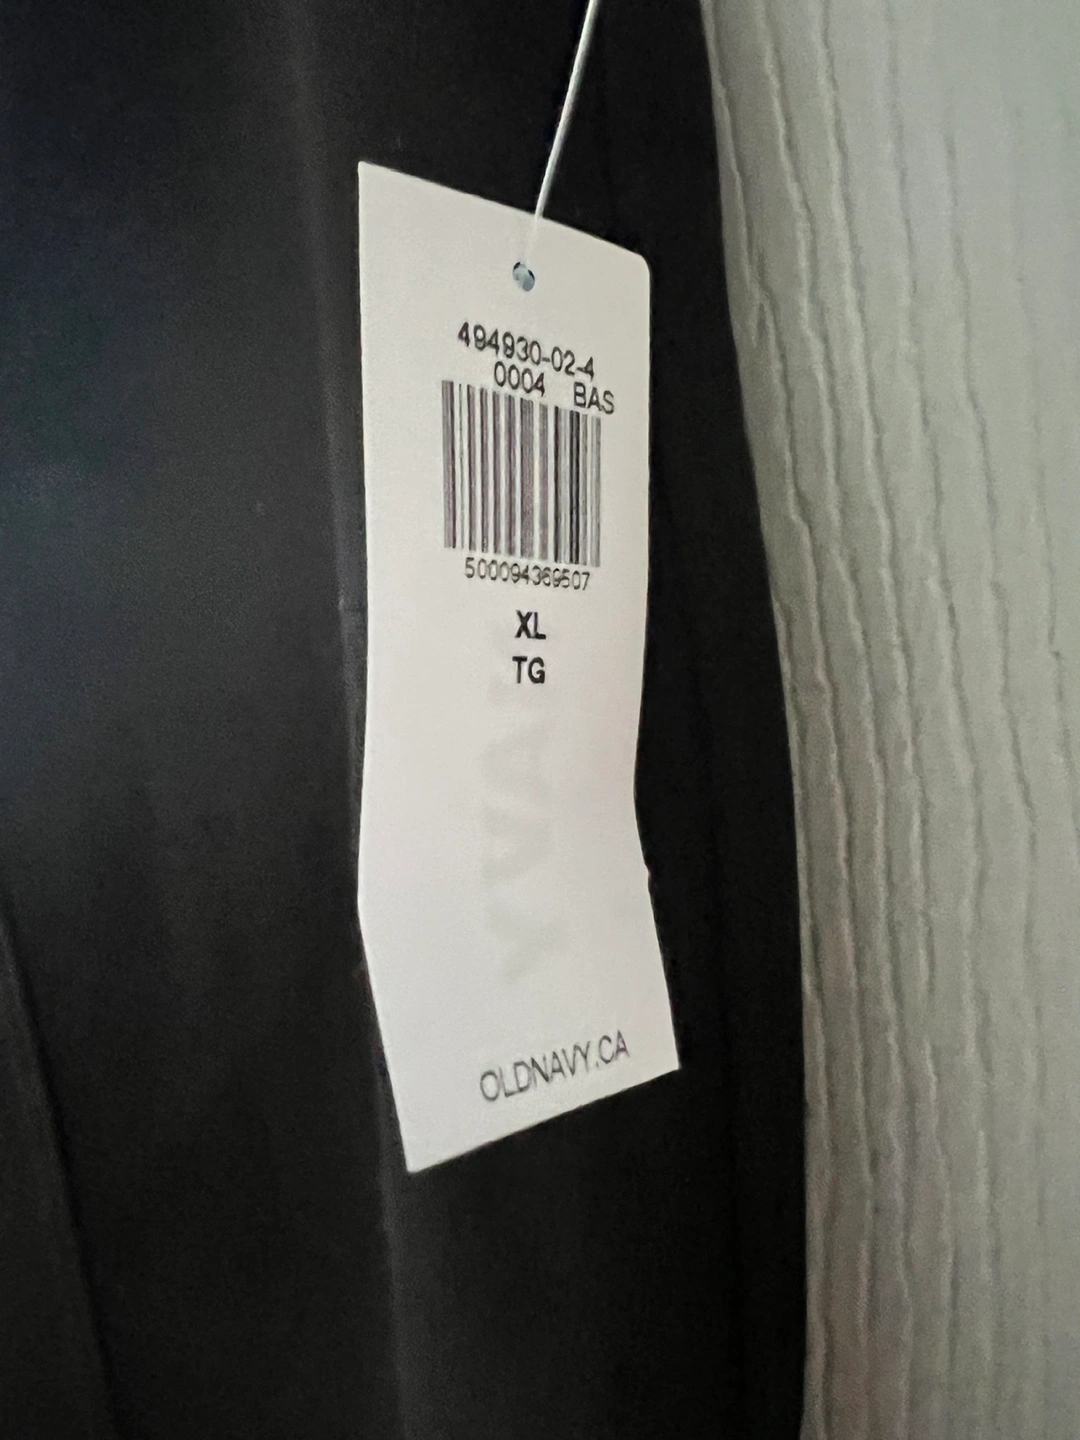 494930-02-4
0004 BAS
500094369507
XL
TG
OLDNAVY.CA